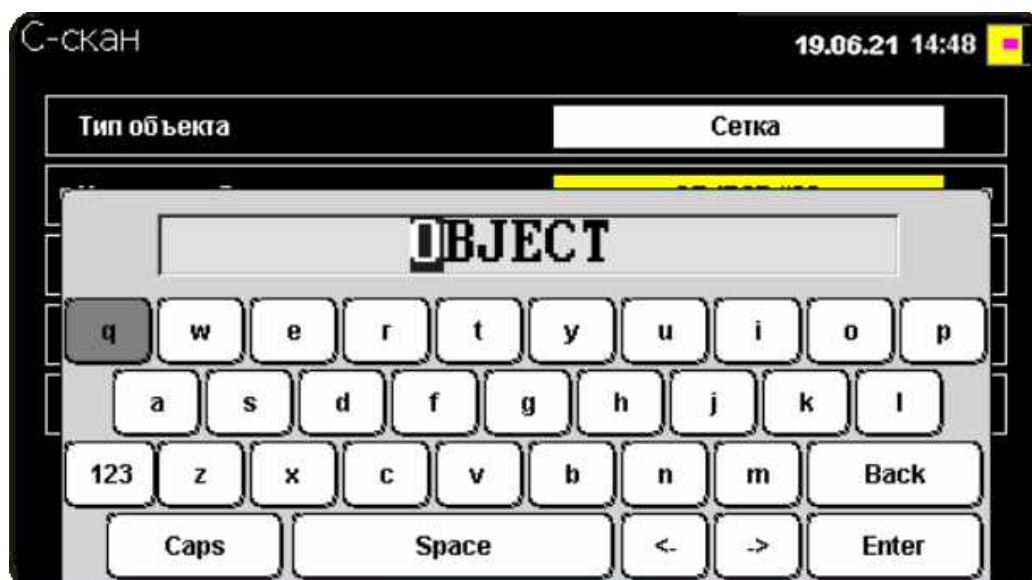 С-скан
19.06.21 14:48
Тип объекта Сетка
OBJECT
q w e r t y u i o p
a s d f g h j k l
123 z x c v b n m Back
Caps Space <- -> Enter